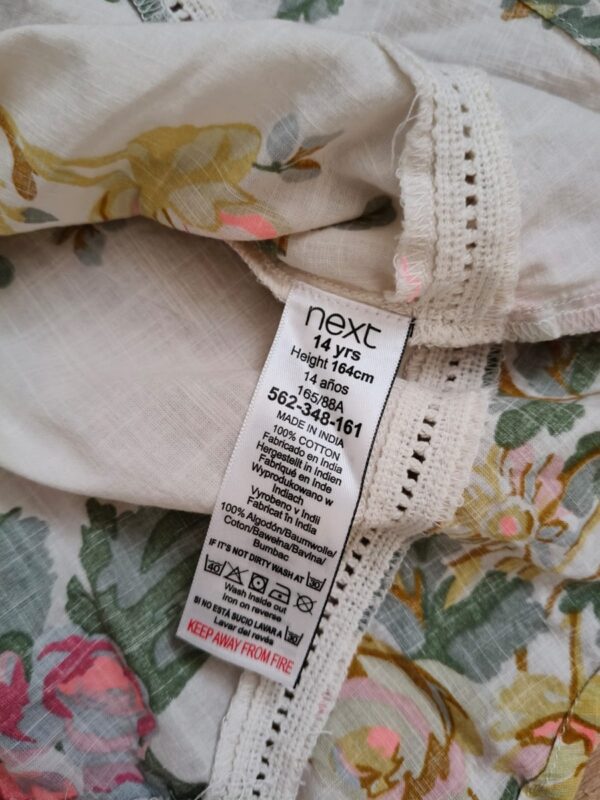 next
14 yrs
Height 164cm
14 años
165/88A
562-348-161
MADE IN INDIA
100% COTTON
Fabricado en India
Hergestellt in Indien
Fabriqué en Inde
Wyprodukowano w
Indiach
Vyrobeno v Indii
Fabricat în India
100% Algodón/Baumwolle/
Coton/Bawełna/Bavlna/
Bumbac
IF IT'S NOT DIRTY WASH AT 30
40
Wash inside out
Iron on reverse
SI NO ESTÁ SUCIO LAVAR A 30
Lavar del revés
KEEP AWAY FROM FIRE